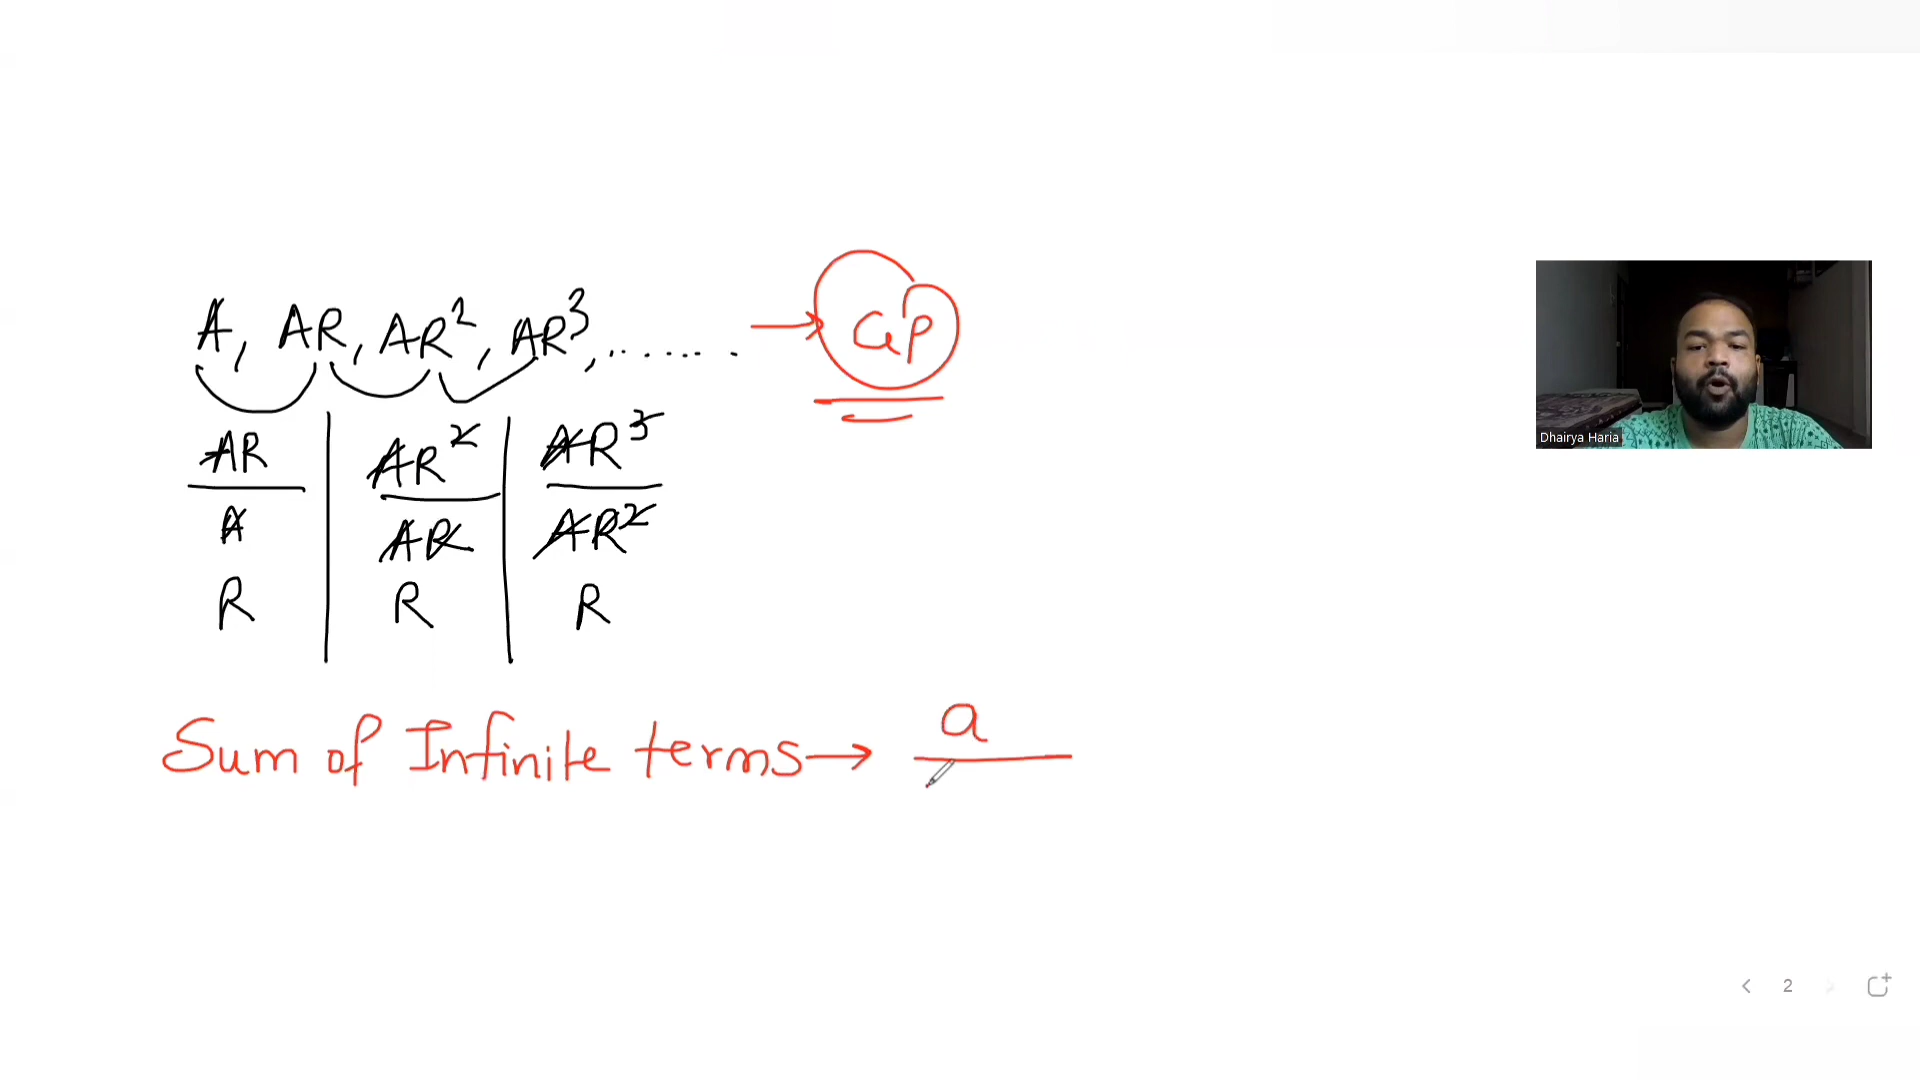 A, AR, AR², AR³, ....... → GP
AR/A | AR²/AR | AR³/AR²
R | R | R
Sum of Infinite terms → a
Dhairya Haria
2